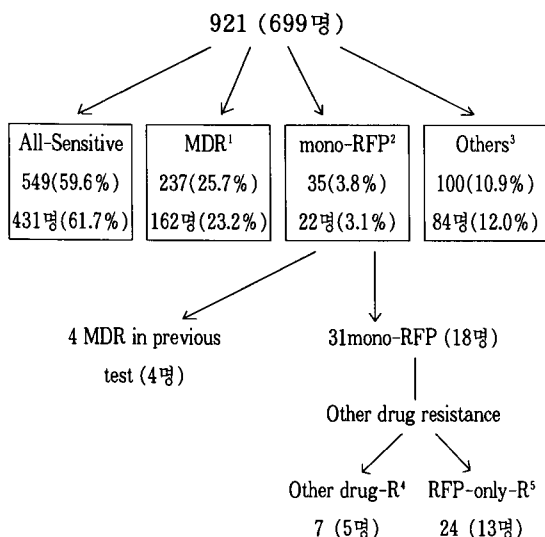 921 (699명)
All-Sensitive
549(59.6%)
431명(61.7%)
MDR¹
237(25.7%)
162명(23.2%)
mono-RFP²
35(3.8%)
22명(3.1%)
Others³
100(10.9%)
84명(12.0%)
4 MDR in previous
test (4명)
31mono-RFP (18명)
Other drug resistance
Other drug-R⁴
7 (5명)
RFP-only-R⁵
24 (13명)